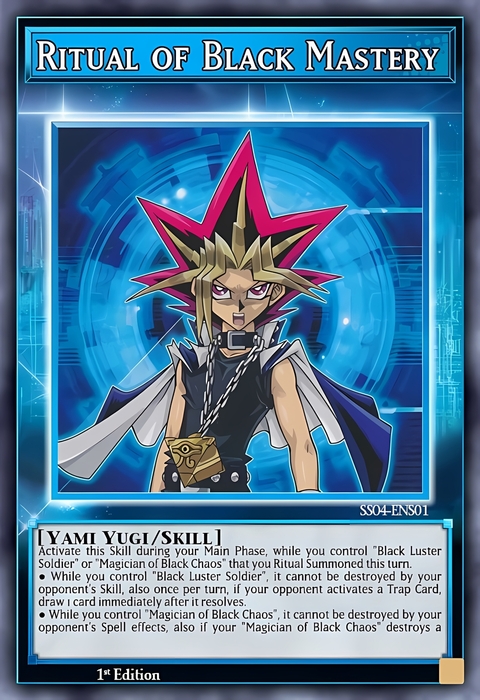 RITUAL OF BLACK MASTERY
SS04-ENS01
[YAMI YUGI/SKILL]
Activate this Skill during your Main Phase, while you control "Black Luster
Soldier" or "Magician of Black Chaos" that you Ritual Summoned this turn.
● While you control "Black Luster Soldier", it cannot be destroyed by your
opponent's Skill, also once per turn, if your opponent activates a Trap Card,
draw 1 card immediately after it resolves.
● While you control "Magician of Black Chaos", it cannot be destroyed by your
opponent's Spell effects, also if your "Magician of Black Chaos" destroys a
1st Edition